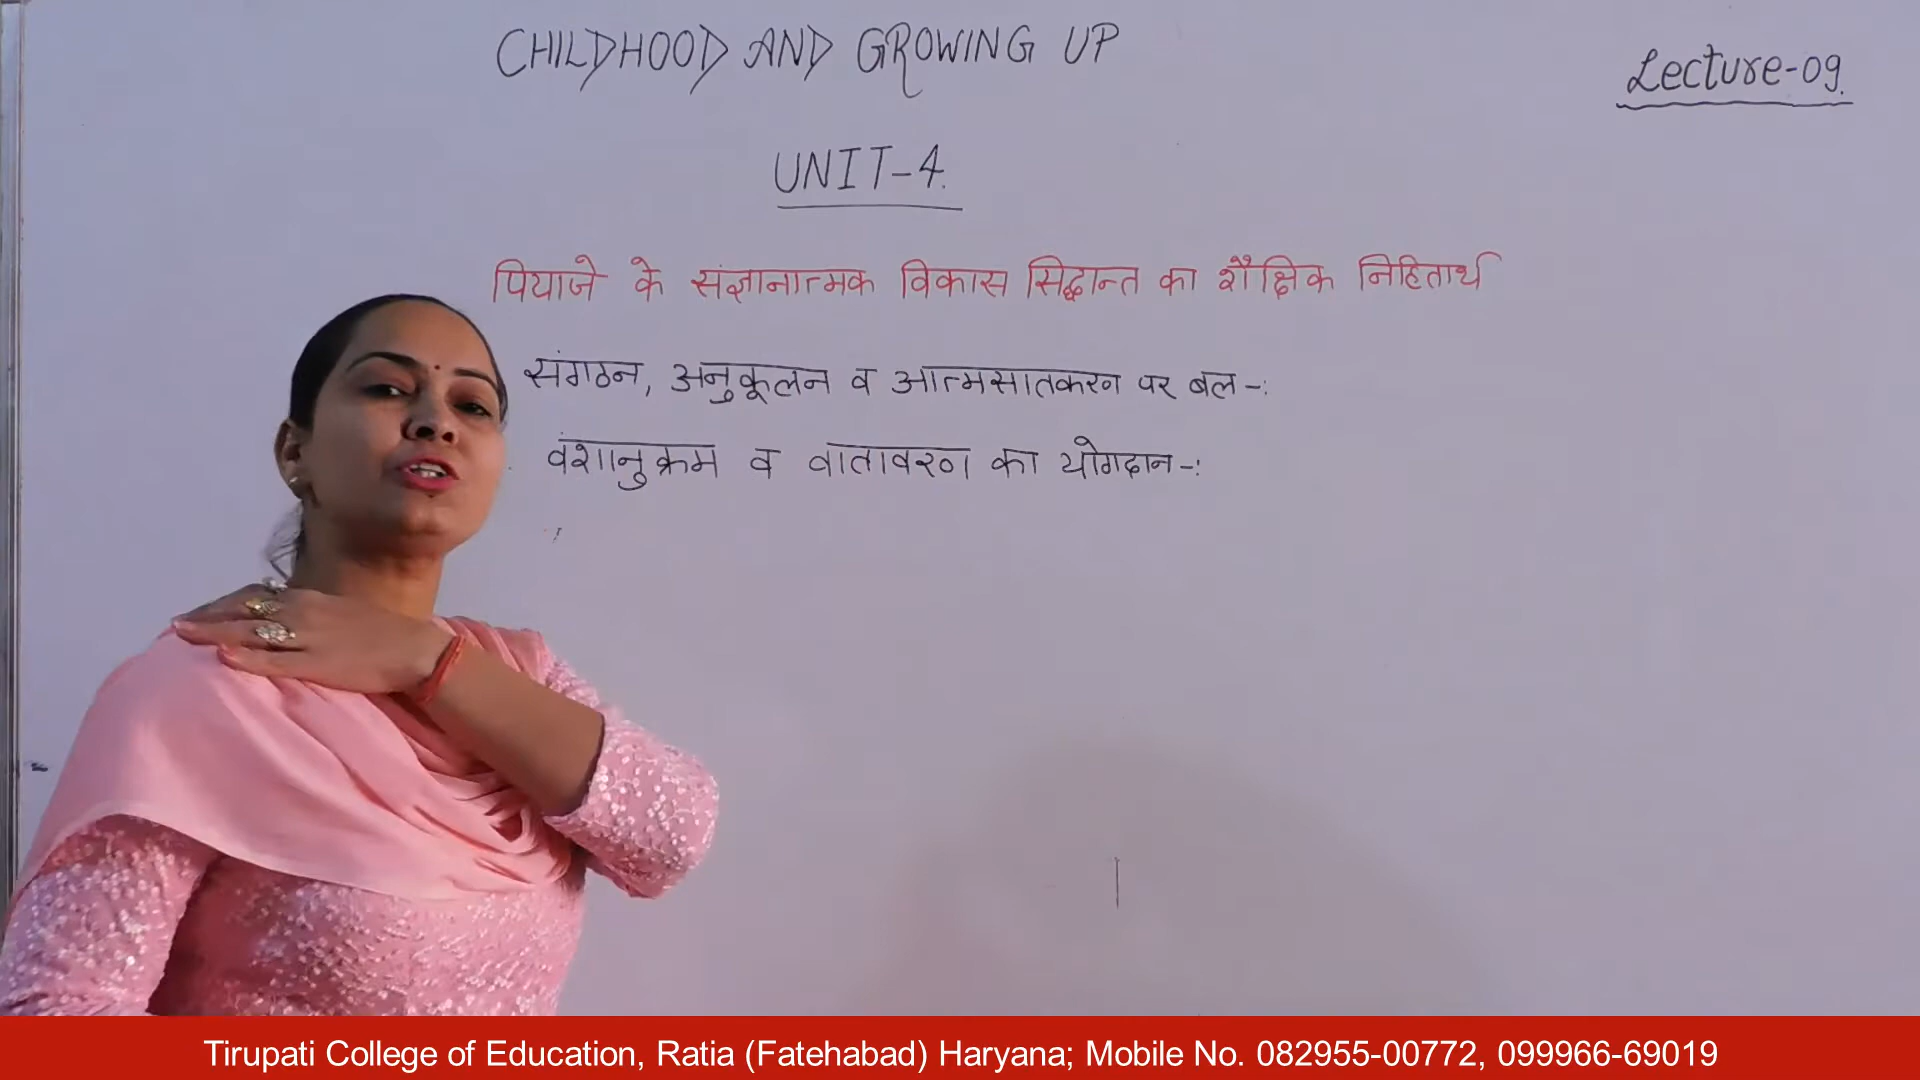 CHILDHOOD AND GROWING UP
Lecture-09.
UNIT-4.
पियाजे के संज्ञानात्मक विकास सिद्धान्त का शैक्षिक निहितार्थ
संगठन, अनुकूलन व आत्मसातकरण पर बल-:
वंशानुक्रम व वातावरण का योगदान-:
Tirupati College of Education, Ratia (Fatehabad) Haryana; Mobile No. 082955-00772, 099966-69019